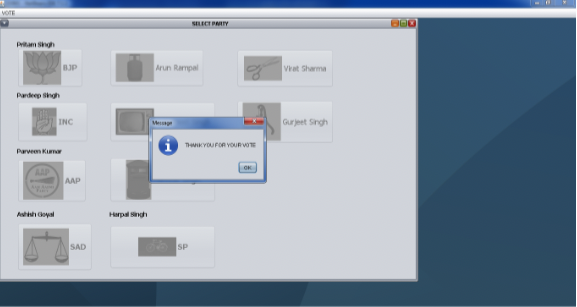 VOTE
SELECT PARTY
Pritam Singh
BJP
Arun Rampal
Virat Sharma
Pardeep Singh
INC
Gurjeet Singh
Message
THANK YOU FOR YOUR VOTE
OK
Parveen Kumar
AAP
Ashish Goyal
Harpal Singh
SAD
SP